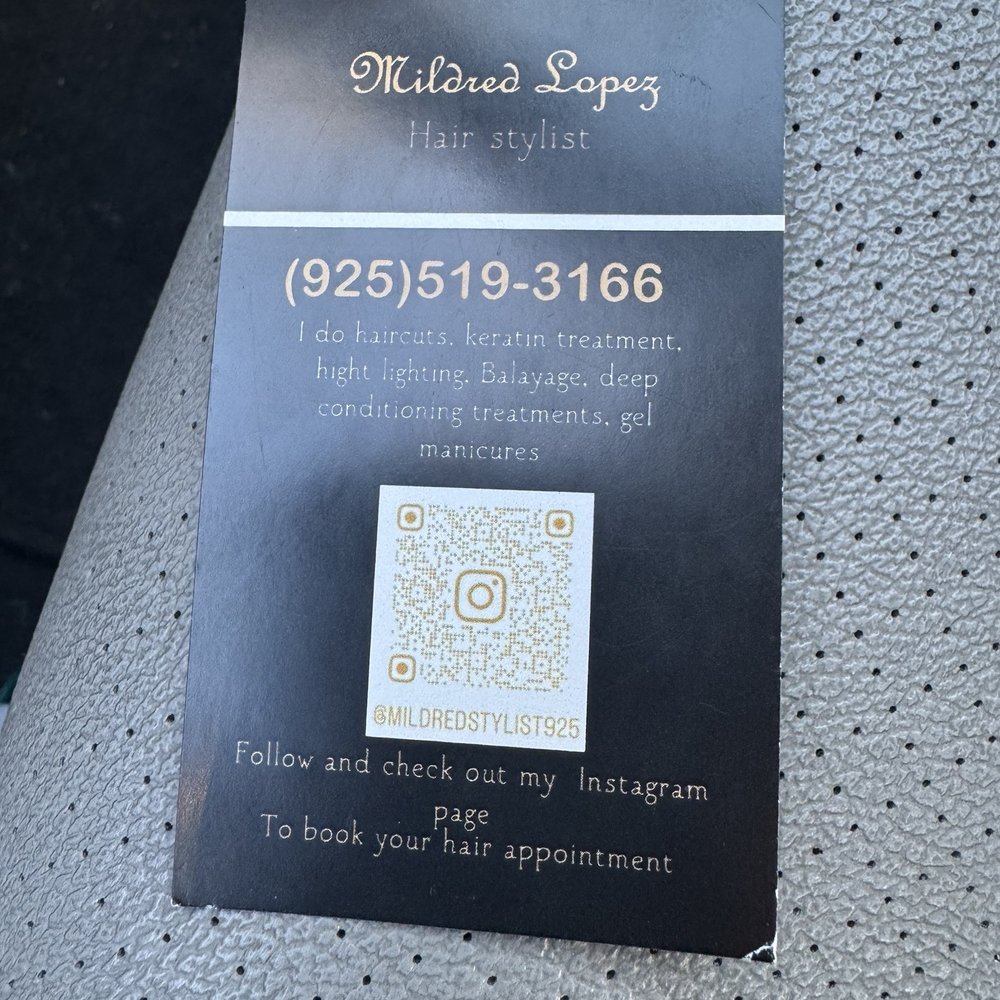 Mildred Lopez
Hair stylist
(925)519-3166
I do haircuts, keratin treatment,
hight lighting, Balayage, deep
conditioning treatments, gel
manicures
@MILDREDSTYLIST925
Follow and check out my Instagram
page
To book your hair appointment